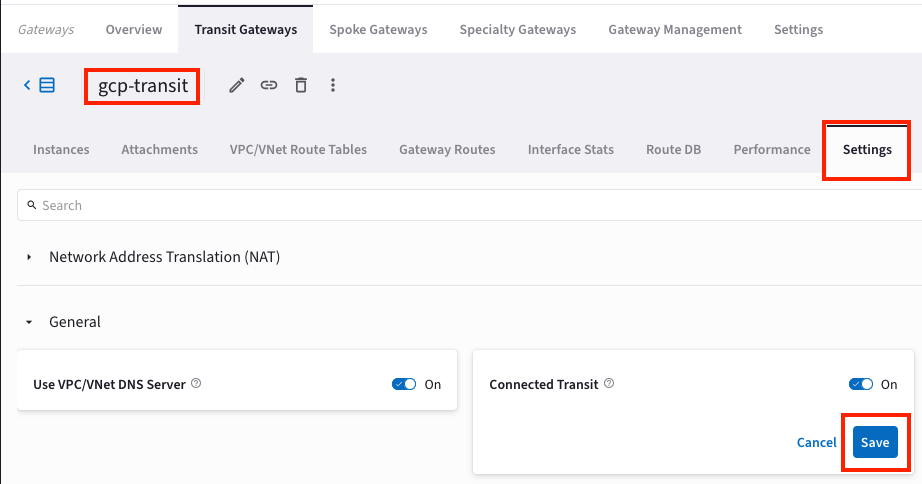 Gateways Overview Transit Gateways Spoke Gateways Specialty Gateways Gateway Management Settings
gcp-transit
Instances Attachments VPC/VNet Route Tables Gateway Routes Interface Stats Route DB Performance Settings
Search
Network Address Translation (NAT)
General
Use VPC/VNet DNS Server ? On
Connected Transit ? On
Cancel Save